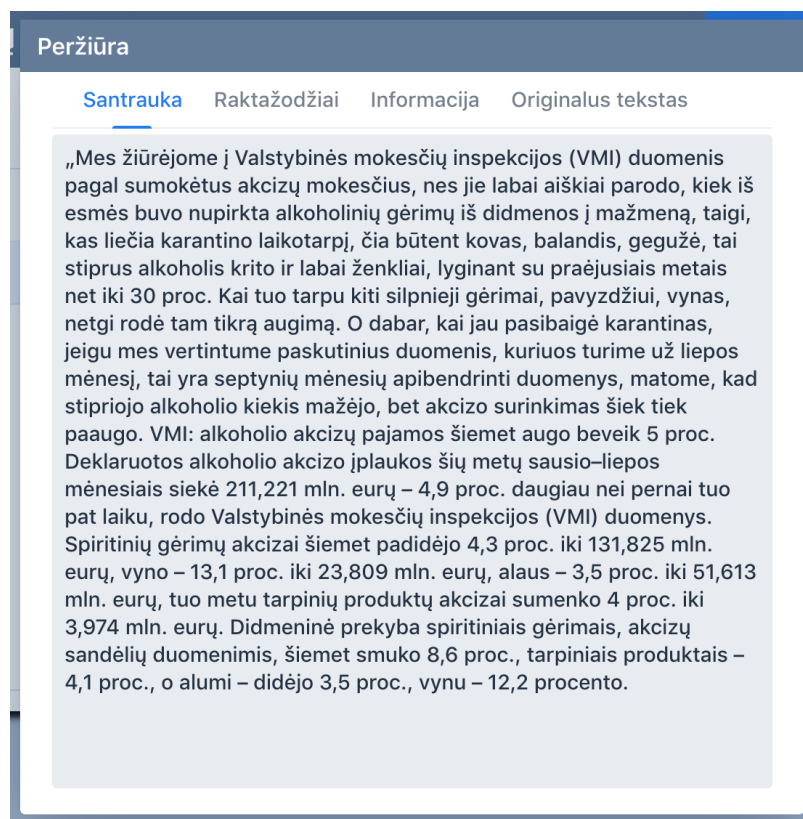 Peržiūra
Santrauka Raktažodžiai Informacija Originalus tekstas
„Mes žiūrėjome į Valstybinės mokesčių inspekcijos (VMI) duomenis
pagal sumokėtus akcizų mokesčius, nes jie labai aiškiai parodo, kiek iš
esmės buvo nupirkta alkoholinių gėrimų iš didmenos į mažmeną, taigi,
kas liečia karantino laikotarpį, čia būtent kovas, balandis, gegužė, tai
stiprus alkoholis krito ir labai ženkliai, lyginant su praėjusiais metais
net iki 30 proc. Kai tuo tarpu kiti silpnieji gėrimai, pavyzdžiui, vynas,
netgi rodė tam tikrą augimą. O dabar, kai jau pasibaigė karantinas,
jeigu mes vertintume paskutinius duomenis, kuriuos turime už liepos
mėnesį, tai yra septynių mėnesių apibendrinti duomenys, matome, kad
stipriojo alkoholio kiekis mažėjo, bet akcizo surinkimas šiek tiek
paaugo. VMI: alkoholio akcizų pajamos šiemet augo beveik 5 proc.
Deklaruotos alkoholio akcizo įplaukos šių metų sausio–liepos
mėnesiais siekė 211,221 mln. eurų – 4,9 proc. daugiau nei pernai tuo
pat laiku, rodo Valstybinės mokesčių inspekcijos (VMI) duomenys.
Spiritinių gėrimų akcizai šiemet padidėjo 4,3 proc. iki 131,825 mln.
eurų, vyno – 13,1 proc. iki 23,809 mln. eurų, alaus – 3,5 proc. iki 51,613
mln. eurų, tuo metu tarpinių produktų akcizai sumenko 4 proc. iki
3,974 mln. eurų. Didmeninė prekyba spiritiniais gėrimais, akcizų
sandėlių duomenimis, šiemet smuko 8,6 proc., tarpiniais produktais –
4,1 proc., o alumi – didėjo 3,5 proc., vynu – 12,2 procento.